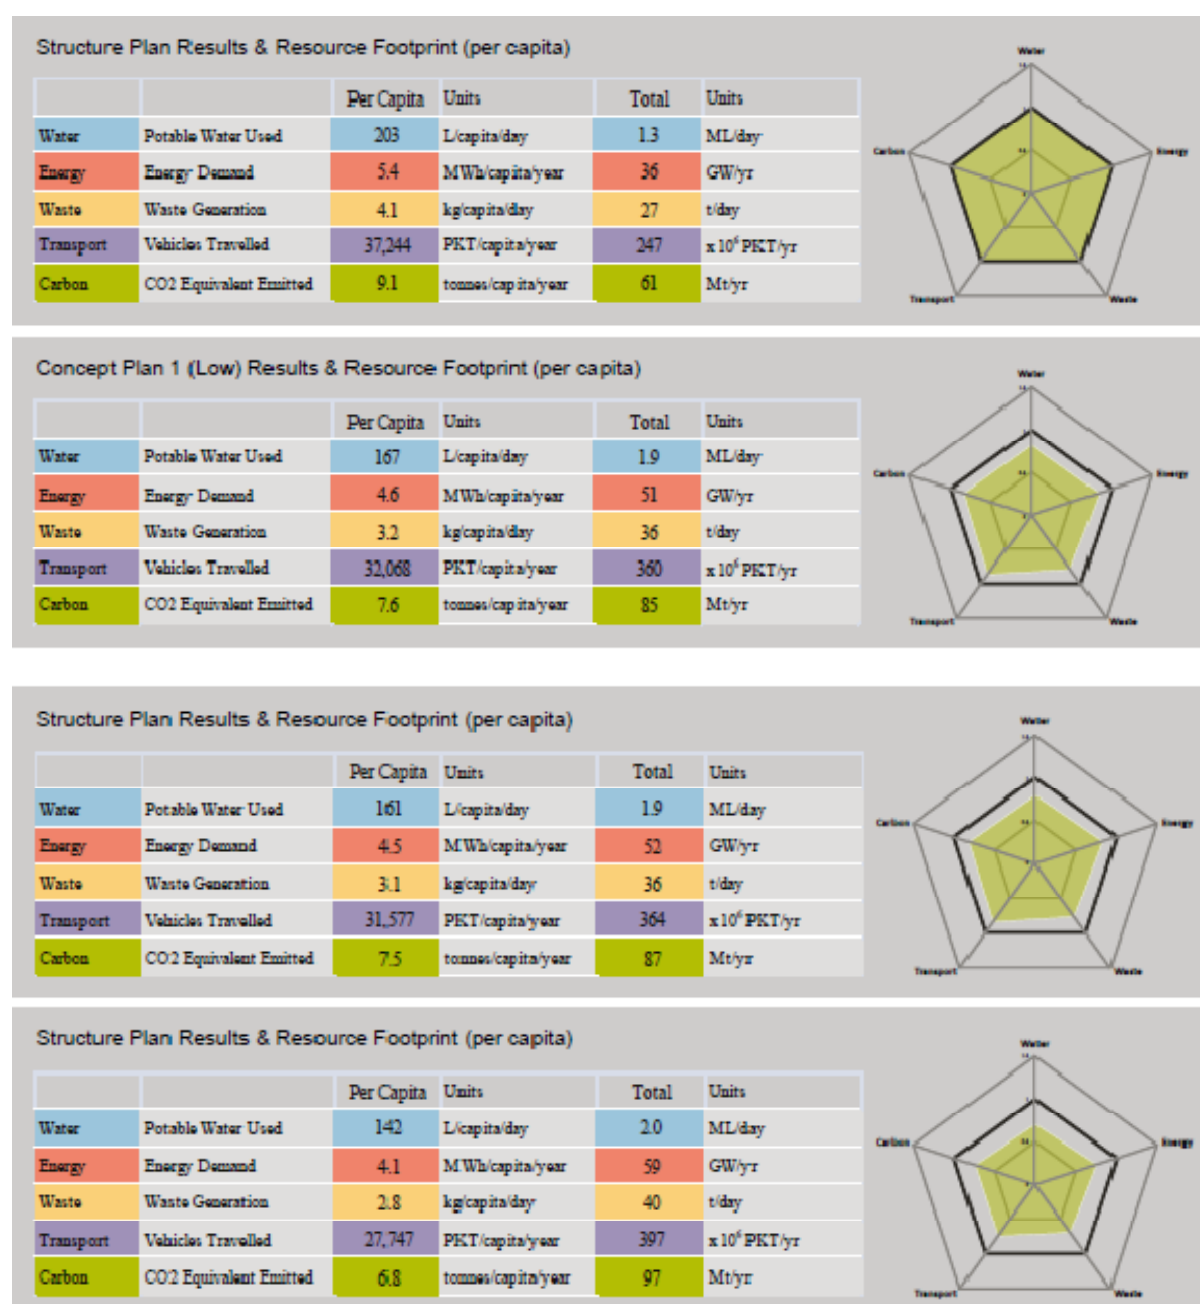 Structure Plan Results & Resource Footprint (per capita)
Per Capita Units Total Units
Water Potable Water Used 203 L/capita/day 1.3 ML/day
Energy Energy Demand 5.4 MWh/capita/year 36 GW/yr
Waste Waste Generation 4.1 kg/capita/day 27 t/day
Transport Vehicles Travelled 37,244 PKT/capita/year 247 x 10⁶ PKT/yr
Carbon CO2 Equivalent Emitted 9.1 tonnes/capita/year 61 Mt/yr
Water
Carbon
Energy
Transport
Waste
Concept Plan 1 (Low) Results & Resource Footprint (per capita)
Per Capita Units Total Units
Water Potable Water Used 167 L/capita/day 1.9 ML/day
Energy Energy Demand 4.6 MWh/capita/year 51 GW/yr
Waste Waste Generation 3.2 kg/capita/day 36 t/day
Transport Vehicles Travelled 32,068 PKT/capita/year 360 x 10⁶ PKT/yr
Carbon CO2 Equivalent Emitted 7.6 tonnes/capita/year 85 Mt/yr
Water
Carbon
Energy
Transport
Waste
Structure Plan Results & Resource Footprint (per capita)
Per Capita Units Total Units
Water Potable Water Used 161 L/capita/day 1.9 ML/day
Energy Energy Demand 4.5 MWh/capita/year 52 GW/yr
Waste Waste Generation 3.1 kg/capita/day 36 t/day
Transport Vehicles Travelled 31,577 PKT/capita/year 364 x 10⁶ PKT/yr
Carbon CO2 Equivalent Emitted 7.5 tonnes/capita/year 87 Mt/yr
Water
Carbon
Energy
Transport
Waste
Structure Plan Results & Resource Footprint (per capita)
Per Capita Units Total Units
Water Potable Water Used 142 L/capita/day 2.0 ML/day
Energy Energy Demand 4.1 MWh/capita/year 59 GW/yr
Waste Waste Generation 2.8 kg/capita/day 40 t/day
Transport Vehicles Travelled 27,747 PKT/capita/year 397 x 10⁶ PKT/yr
Carbon CO2 Equivalent Emitted 6.8 tonnes/capita/year 97 Mt/yr
Water
Carbon
Energy
Transport
Waste